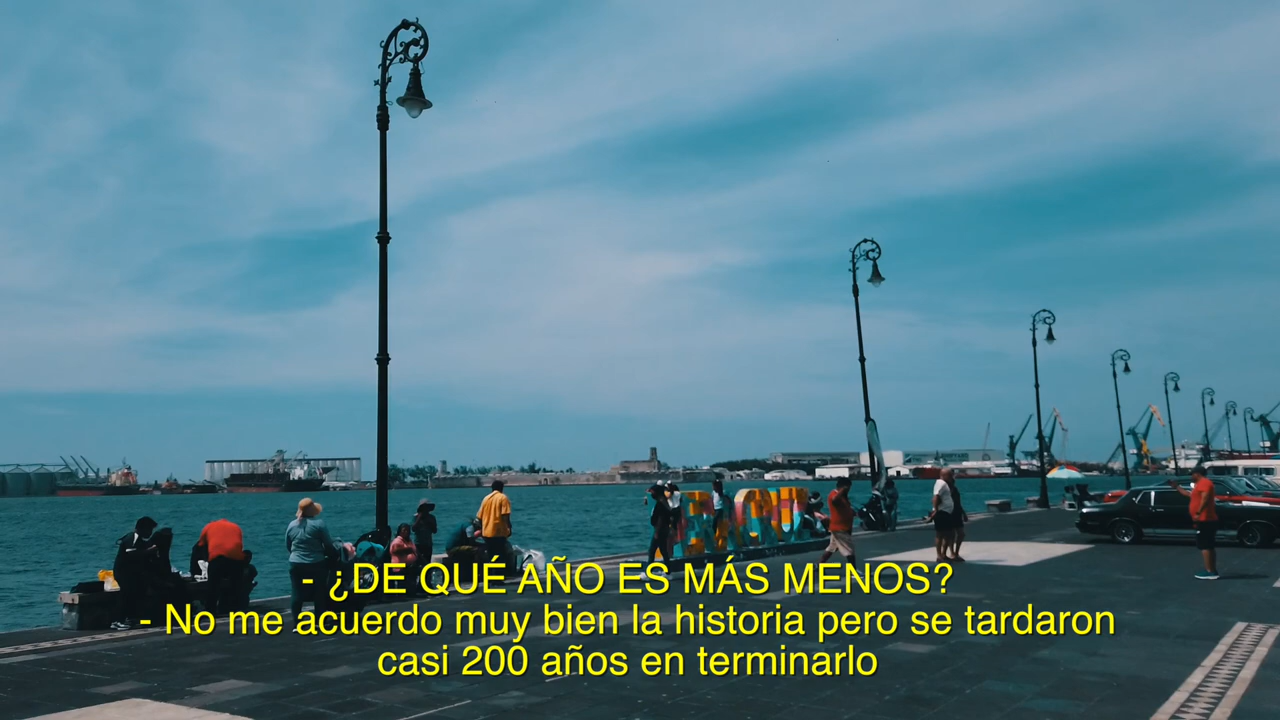 - ¿DE QUÉ AÑO ES MÁS MENOS?
- No me acuerdo muy bien la historia pero se tardaron
casi 200 años en terminarlo